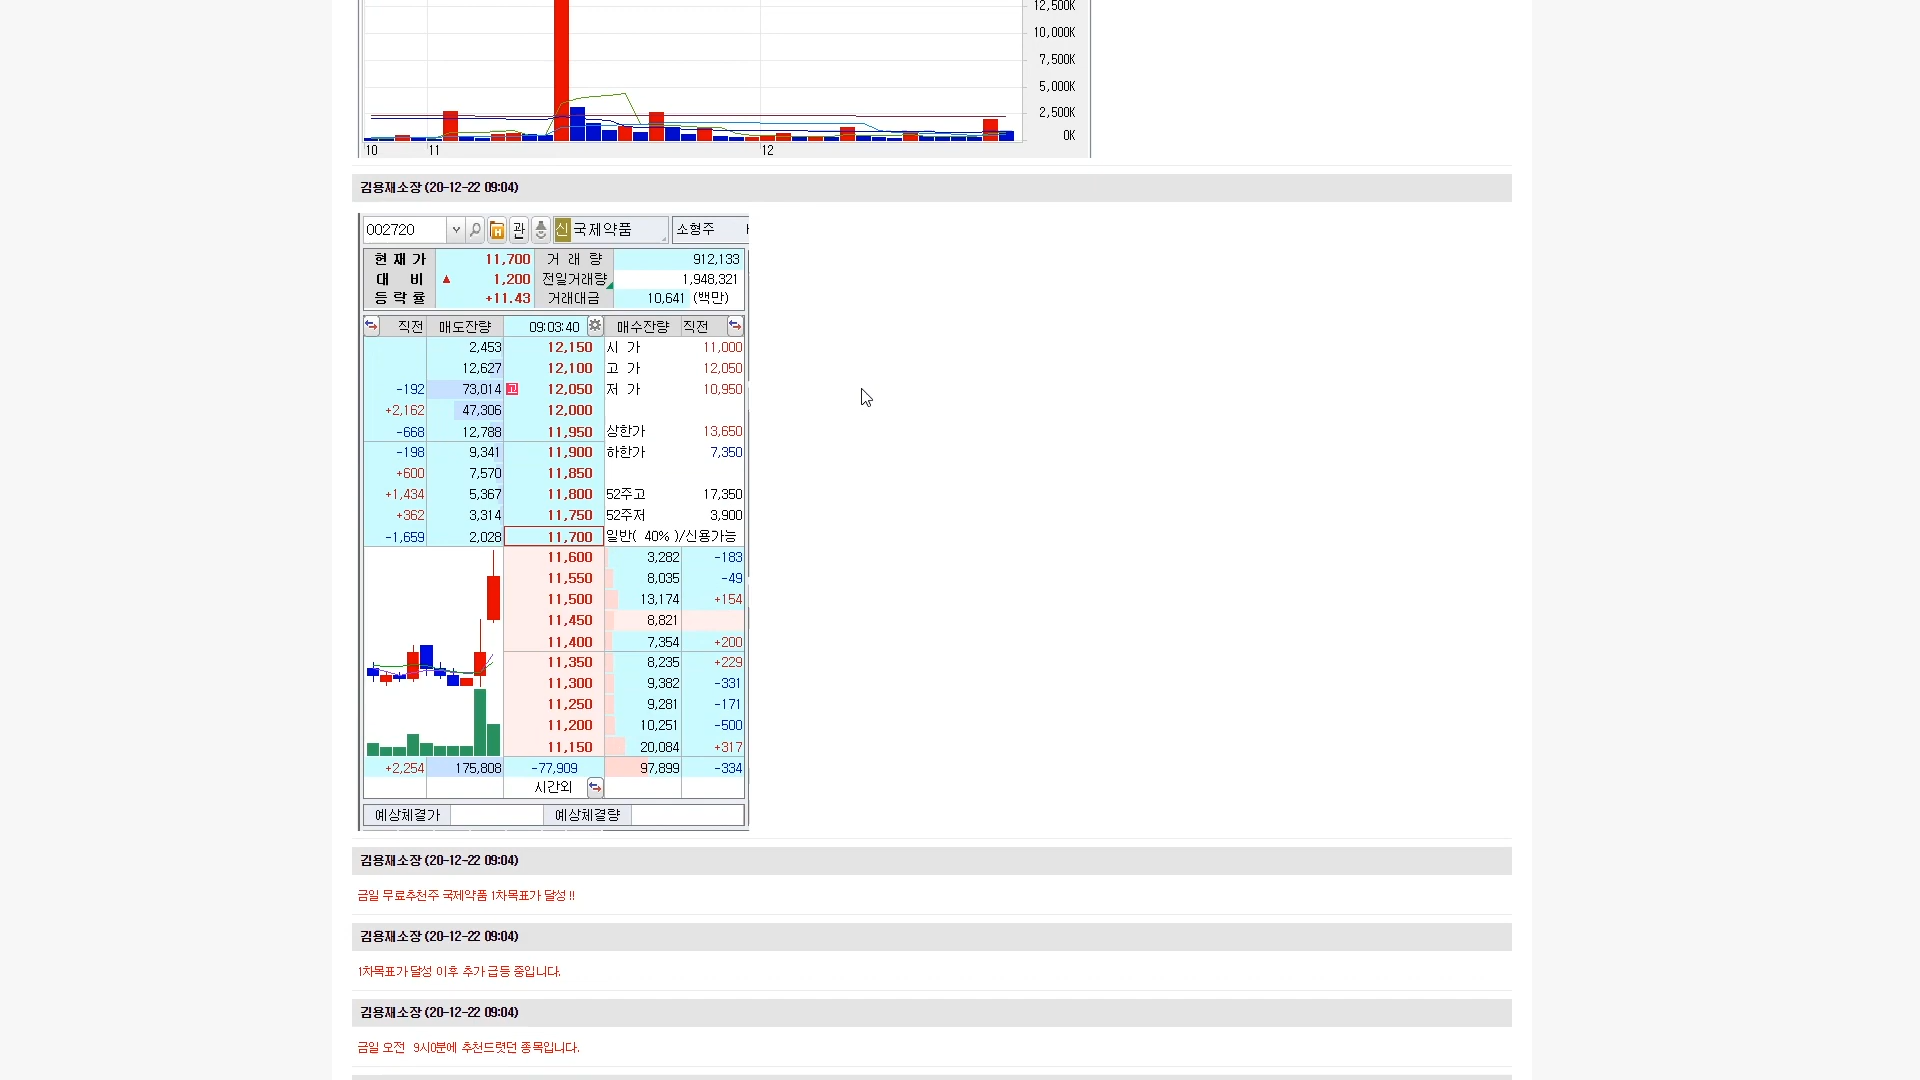 12,500K
10,000K
7,500K
5,000K
2,500K
0K
10 11 12
김용재소장 (20-12-22 09:04)
002720 관 신 국제약품 소형주
현 재 가 11,700 거 래 량 912,133
대 비 ▲ 1,200 전일거래량 1,948,321
등 락 률 +11.43 거래대금 10,641 (백만)
직전 매도잔량 09:03:40 매수잔량 직전
2,453 12,150 시 가 11,000
12,627 12,100 고 가 12,050
-192 73,014 고 12,050 저 가 10,950
+2,162 47,306 12,000
-668 12,788 11,950 상한가 13,650
-198 9,341 11,900 하한가 7,350
+600 7,570 11,850
+1,434 5,367 11,800 52주고 17,350
+362 3,314 11,750 52주저 3,900
-1,659 2,028 11,700 일반( 40% )/신용가능
11,600 3,282 -183
11,550 8,035 -49
11,500 13,174 +154
11,450 8,821
11,400 7,354 +200
11,350 8,235 +229
11,300 9,382 -331
11,250 9,281 -171
11,200 10,251 -500
11,150 20,084 +317
+2,254 175,808 -77,909 97,899 -334
시간외
예상체결가 예상체결량
김용재소장 (20-12-22 09:04)
금일 무료추천주 국제약품 1차목표가 달성 !!
김용재소장 (20-12-22 09:04)
1차목표가 달성 이후 추가 급등 중입니다.
김용재소장 (20-12-22 09:04)
금일 오전 9시0분에 추천드렷던 종목입니다.